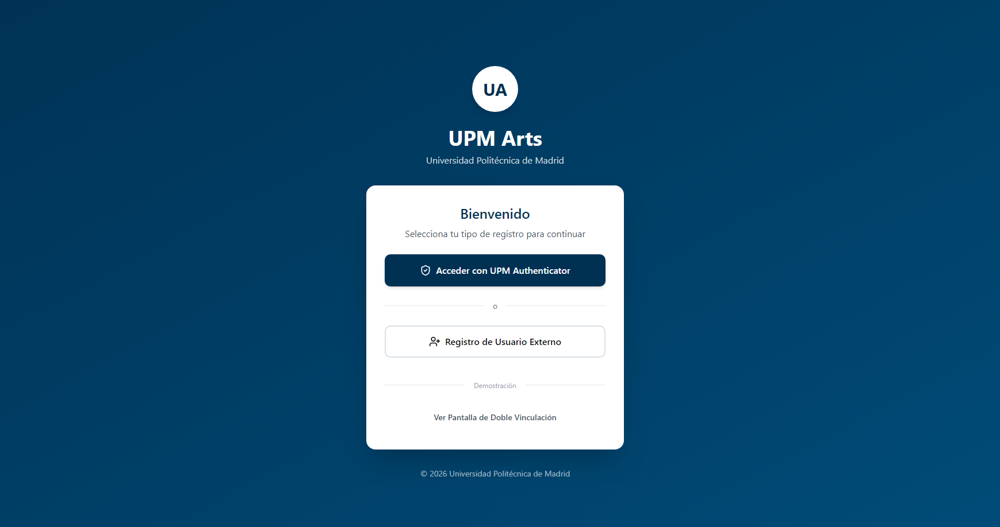 UA
UPM Arts
Universidad Politécnica de Madrid
Bienvenido
Selecciona tu tipo de registro para continuar
Acceder con UPM Authenticator
o
Registro de Usuario Externo
Demostración
Ver Pantalla de Doble Vinculación
© 2026 Universidad Politécnica de Madrid